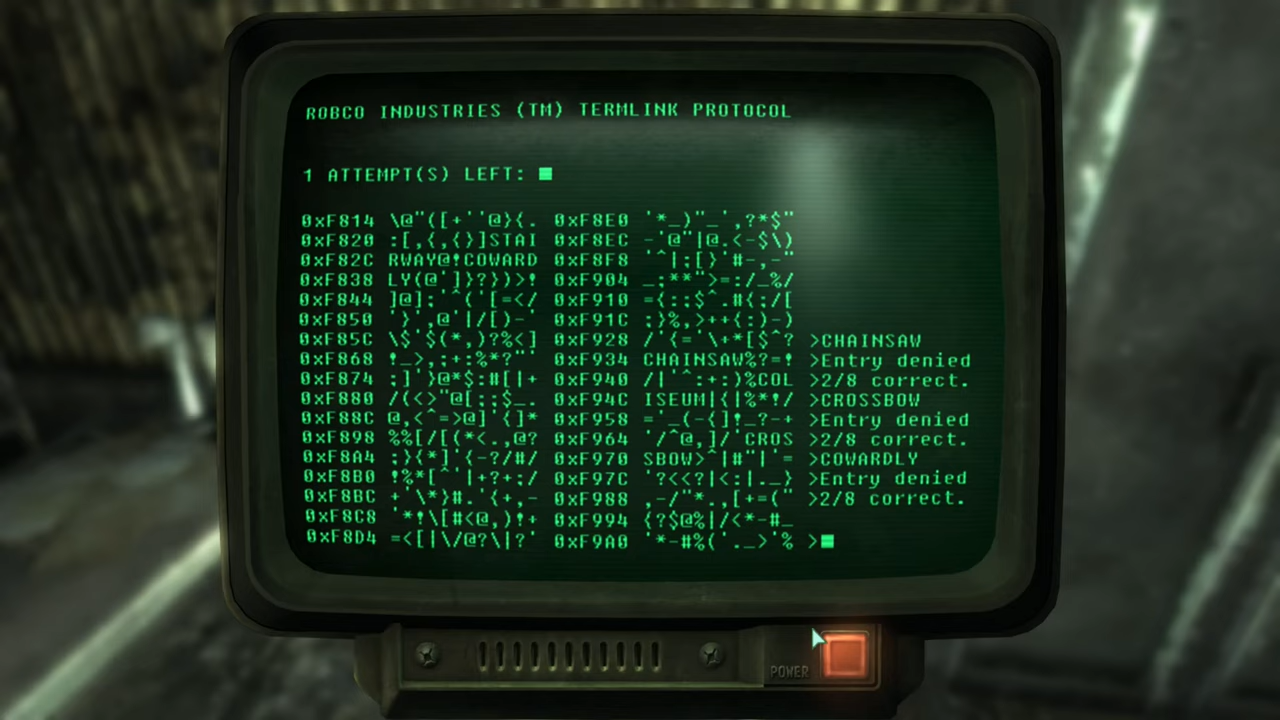 ROBCO INDUSTRIES (TM) TERMLINK PROTOCOL
1 ATTEMPT(S) LEFT:
0xF814 \@"([+''@}{. 0xF8E0 '*_)"_',?*$"
0xF820 :[,{,{}]STAI 0xF8EC -'@"|@.<-$\)
0xF82C RWAY@!COWARD 0xF8F8 '^|;[}'#-,-"
0xF838 LY(@']}?})>! 0xF904 _;**">=:/_%/
0xF844 ]@];'^('[=</ 0xF910 ={:;$^.#{;/[
0xF850 '}',@'|/[)-' 0xF91C ;}%,>++{:)-)
0xF85C \$'$(*,)?%<] 0xF928 /'{='\+*[$^? >CHAINSAW
0xF868 !_>,;+:%*?"' 0xF934 CHAINSAW%?=! >Entry denied
0xF874 ;]'}@*$:#[|+ 0xF940 /|'^:+:)%COL >2/8 correct.
0xF880 /(<>"@[;;$_. 0xF94C ISEUM|{|%*!/ >CROSSBOW
0xF88C @,<^=>@]'{]* 0xF958 ='_(-{]!_?-+ >Entry denied
0xF898 %%[/[(*<.,@? 0xF964 '/^@,]/'CROS >2/8 correct.
0xF8A4 :}{*]'{-?/#/ 0xF970 SBOW>^|#"|'= >COWARDLY
0xF8B0 !%*[^'|+?+:/ 0xF97C '?<<?|<:|._} >Entry denied
0xF8BC +'\*}#.'{+,- 0xF988 ,-/"*.,[+=(" >2/8 correct.
0xF8C8 '*!\[#<@,)!+ 0xF994 {?$@%|/<*-#_
0xF8D4 =<[|\/@?\|?' 0xF9A0 '*-#%('._>'% >
POWER